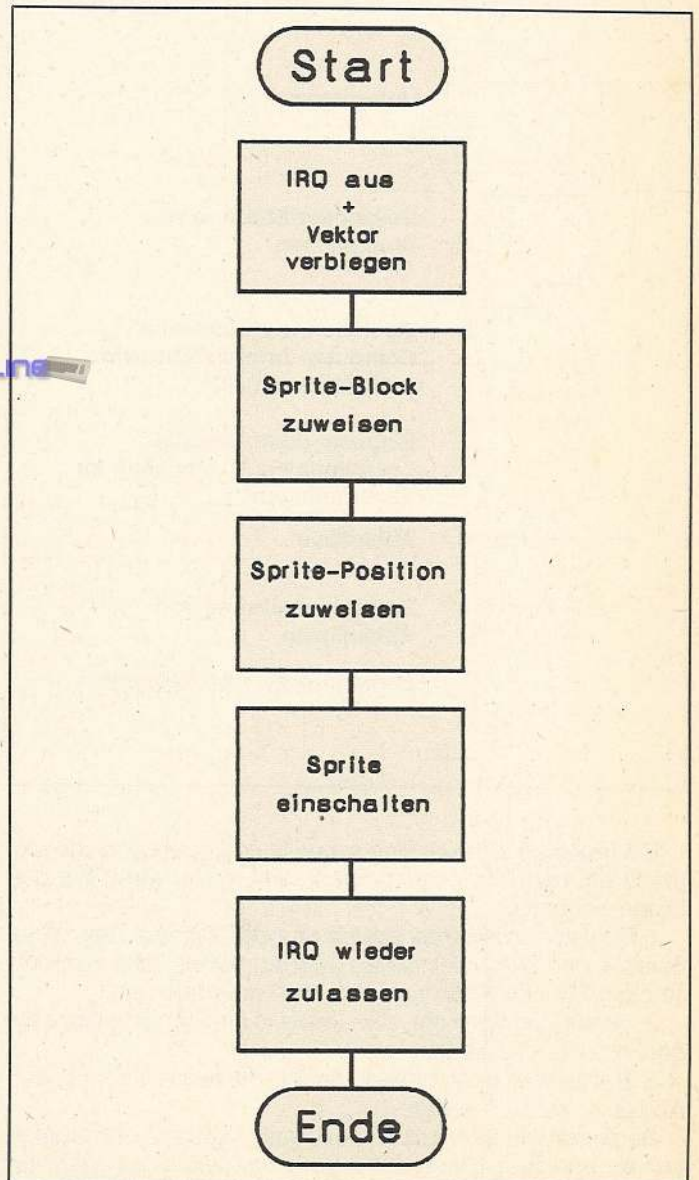 Start
IRQ aus
+
Vektor
verbiegen
Sprite-Block
zuweisen
Sprite-Position
zuweisen
Sprite
einschalten
IRQ wieder
zulassen
Ende